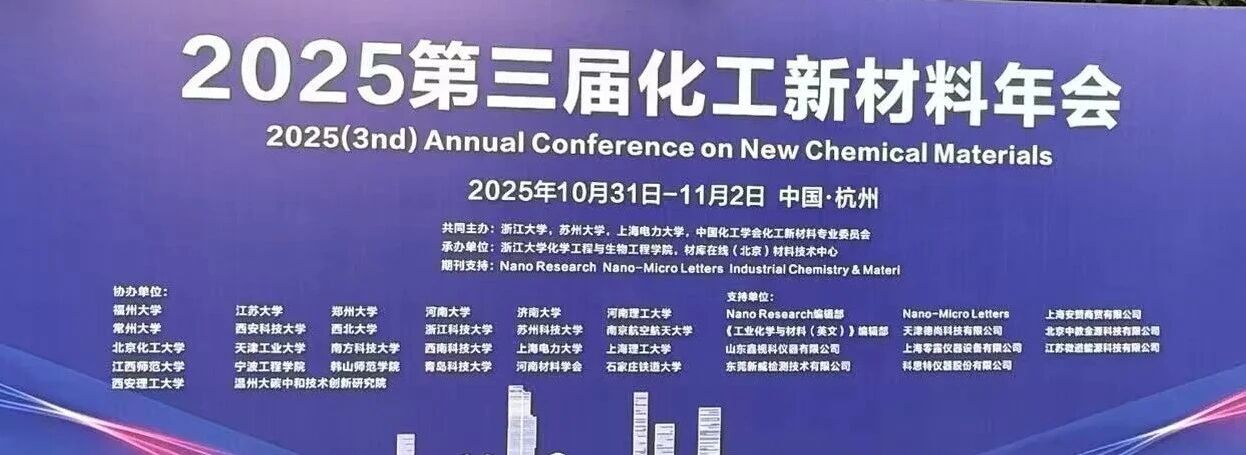 2025第三届化工新材料年会
2025(3nd) Annual Conference on New Chemical Materials
2025年10月31日-11月2日 中国·杭州
共同主办：浙江大学，苏州大学，上海电力大学，中国化工学会化工新材料专业委员会
承办单位：浙江大学化学工程与生物工程学院，材库在线（北京）材料技术中心
期刊支持：Nano Research Nano-Micro Letters Industrial Chemistry & Materi
协办单位：
福州大学 江苏大学 郑州大学 河南大学 济南大学 河南理工大学
常州大学 西安科技大学 西北大学 浙江科技大学 苏州科技大学 南京航空航天大学
北京化工大学 天津工业大学 南方科技大学 西南科技大学 上海电力大学 上海理工大学
江西师范大学 宁波工程学院 韩山师范学院 青岛科技大学 河南材料学会 石家庄铁道大学
西安理工大学 温州大碳中和技术创新研究院
支持单位：
Nano Research编辑部 Nano-Micro Letters 上海安赞商贸有限公司
《工业化学与材料（英文）》编辑部 天津德尚科技有限公司 北京中教金源科技有限公司
山东鑫视科仪器有限公司 上海零露仪器设备有限公司 江苏微道能源科技有限公司
东莞新威检测技术有限公司 科思特仪器股份有限公司